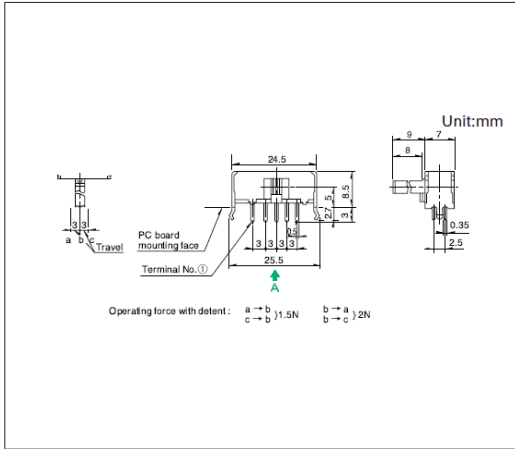 Unit:mm
9
7
8
24.5
5
8.5
2.7
3
0.35
2.5
3 3
a b c
Travel
PC board
mounting face
Terminal No.①
3 3 3 3
0.5
25.5
A
Operating force with detent :
a → b
c → b
}1.5N
b → a
b → c
}2N